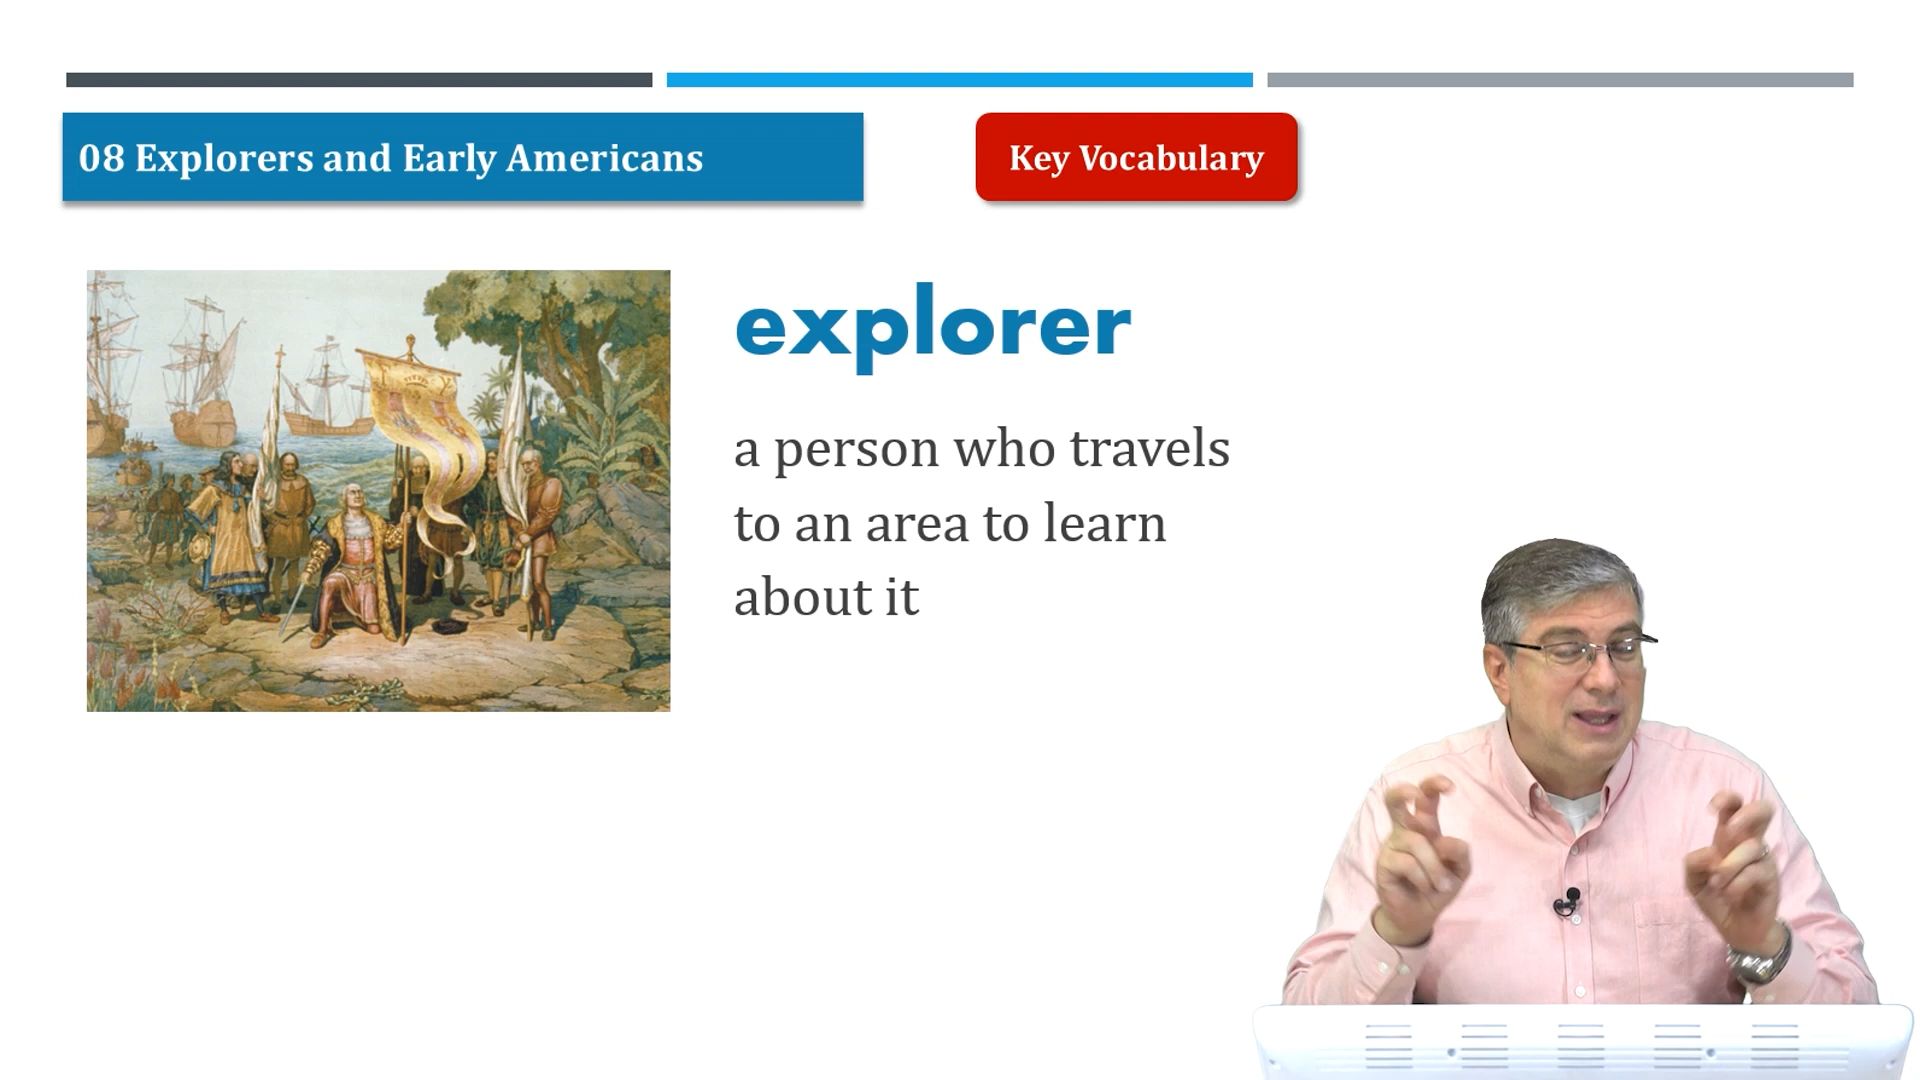 08 Explorers and Early Americans
Key Vocabulary
explorer
a person who travels
to an area to learn
about it